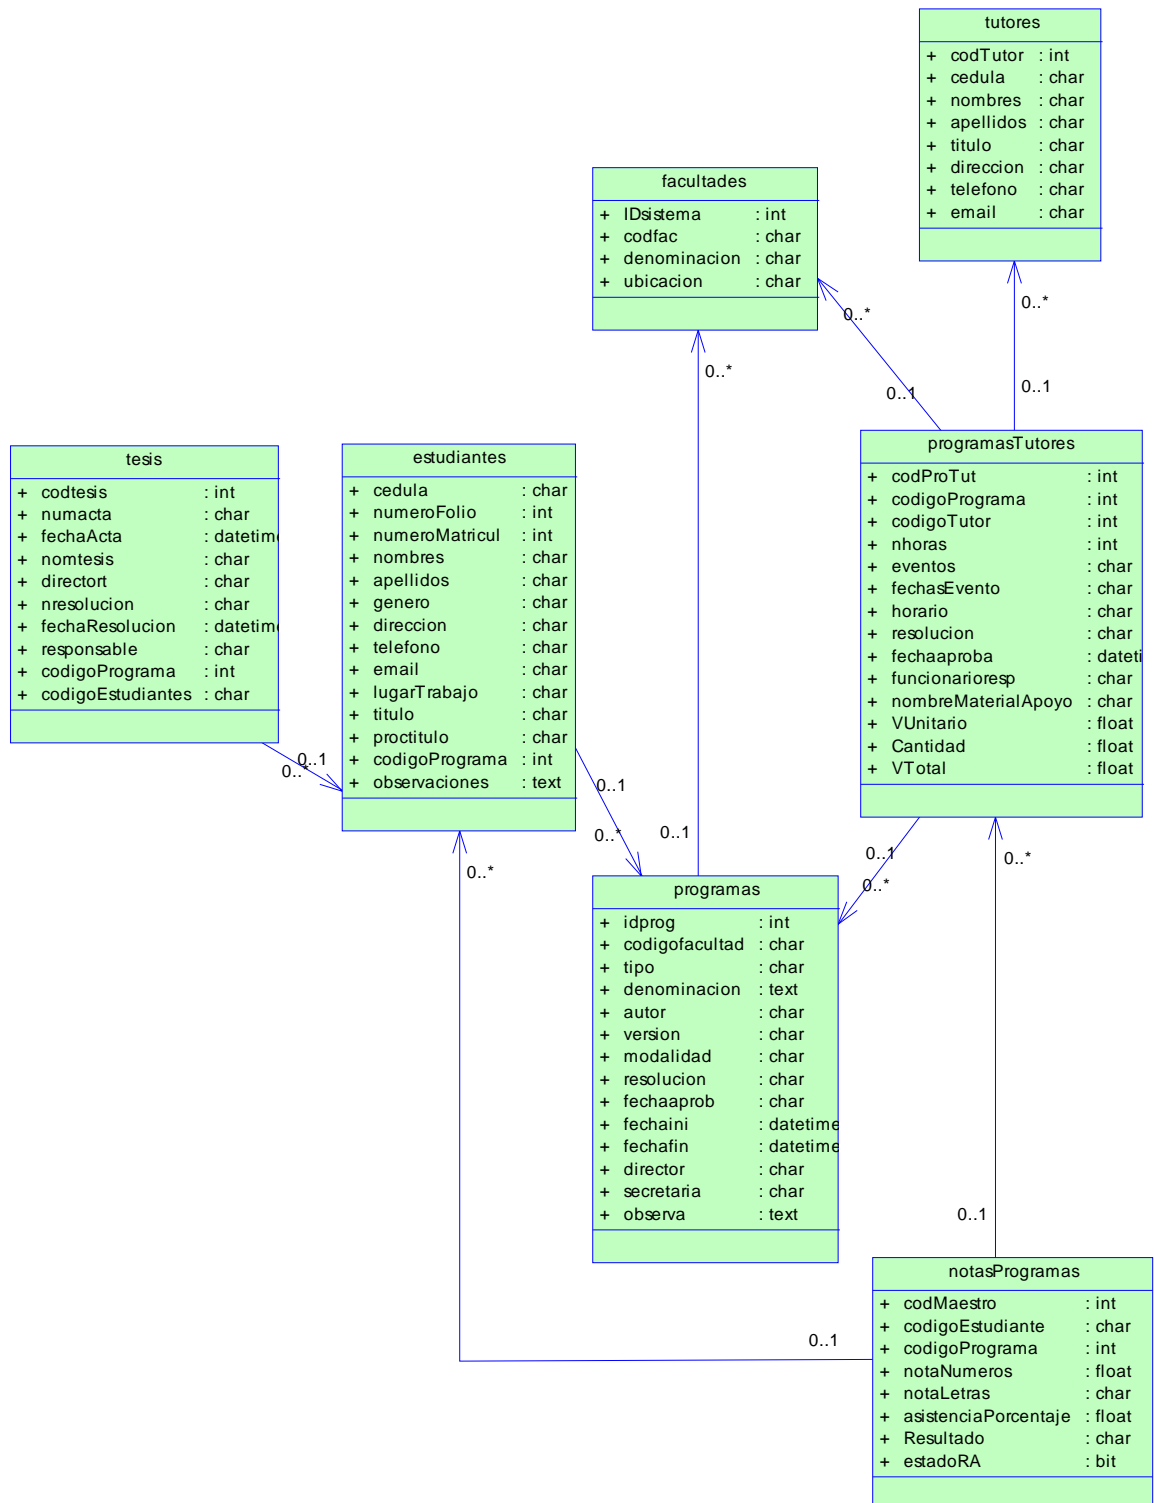 tutores
+ codTutor : int
+ cedula : char
+ nombres : char
+ apellidos : char
+ titulo : char
+ direccion : char
+ telefono : char
+ email : char
facultades
+ IDsistema : int
+ codfac : char
+ denominacion : char
+ ubicacion : char
0..*
0..*
0..*
0..1
0..1
programasTutores
+ codProTut : int
+ codigoPrograma : int
+ codigoTutor : int
+ nhoras : int
+ eventos : char
+ fechasEvento : char
+ horario : char
+ resolucion : char
+ fechaaproba : dateti
+ funcionarioresp : char
+ nombreMaterialApoyo : char
+ VUnitario : float
+ Cantidad : float
+ VTotal : float
tesis
+ codtesis : int
+ numacta : char
+ fechaActa : datetime
+ nomtesis : char
+ directort : char
+ nresolucion : char
+ fechaResolucion : datetime
+ responsable : char
+ codigoPrograma : int
+ codigoEstudiantes : char
estudiantes
+ cedula : char
+ numeroFolio : int
+ numeroMatricul : int
+ nombres : char
+ apellidos : char
+ genero : char
+ direccion : char
+ telefono : char
+ email : char
+ lugarTrabajo : char
+ titulo : char
+ proctitulo : char
+ codigoPrograma : int
+ observaciones : text
0..1
0..*
0..1
0..*
0..1
0..1
0..*
0..*
0..*
programas
+ idprog : int
+ codigofacultad : char
+ tipo : char
+ denominacion : text
+ autor : char
+ version : char
+ modalidad : char
+ resolucion : char
+ fechaaprob : char
+ fechaini : datetime
+ fechafin : datetime
+ director : char
+ secretaria : char
+ observa : text
0..1
0..1
notasProgramas
+ codMaestro : int
+ codigoEstudiante : char
+ codigoPrograma : int
+ notaNumeros : float
+ notaLetras : char
+ asistenciaPorcentaje : float
+ Resultado : char
+ estadoRA : bit